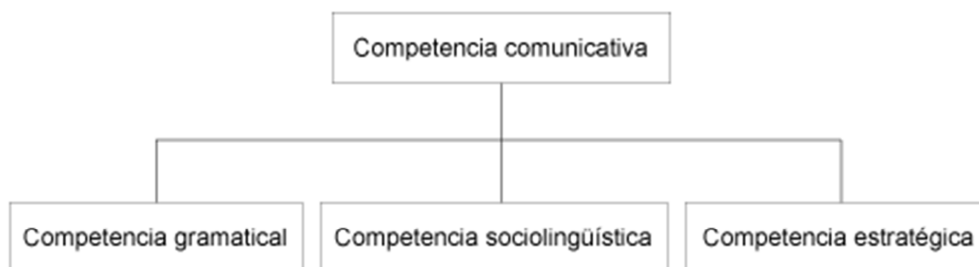 Competencia comunicativa
Competencia gramatical
Competencia sociolingüística
Competencia estratégica